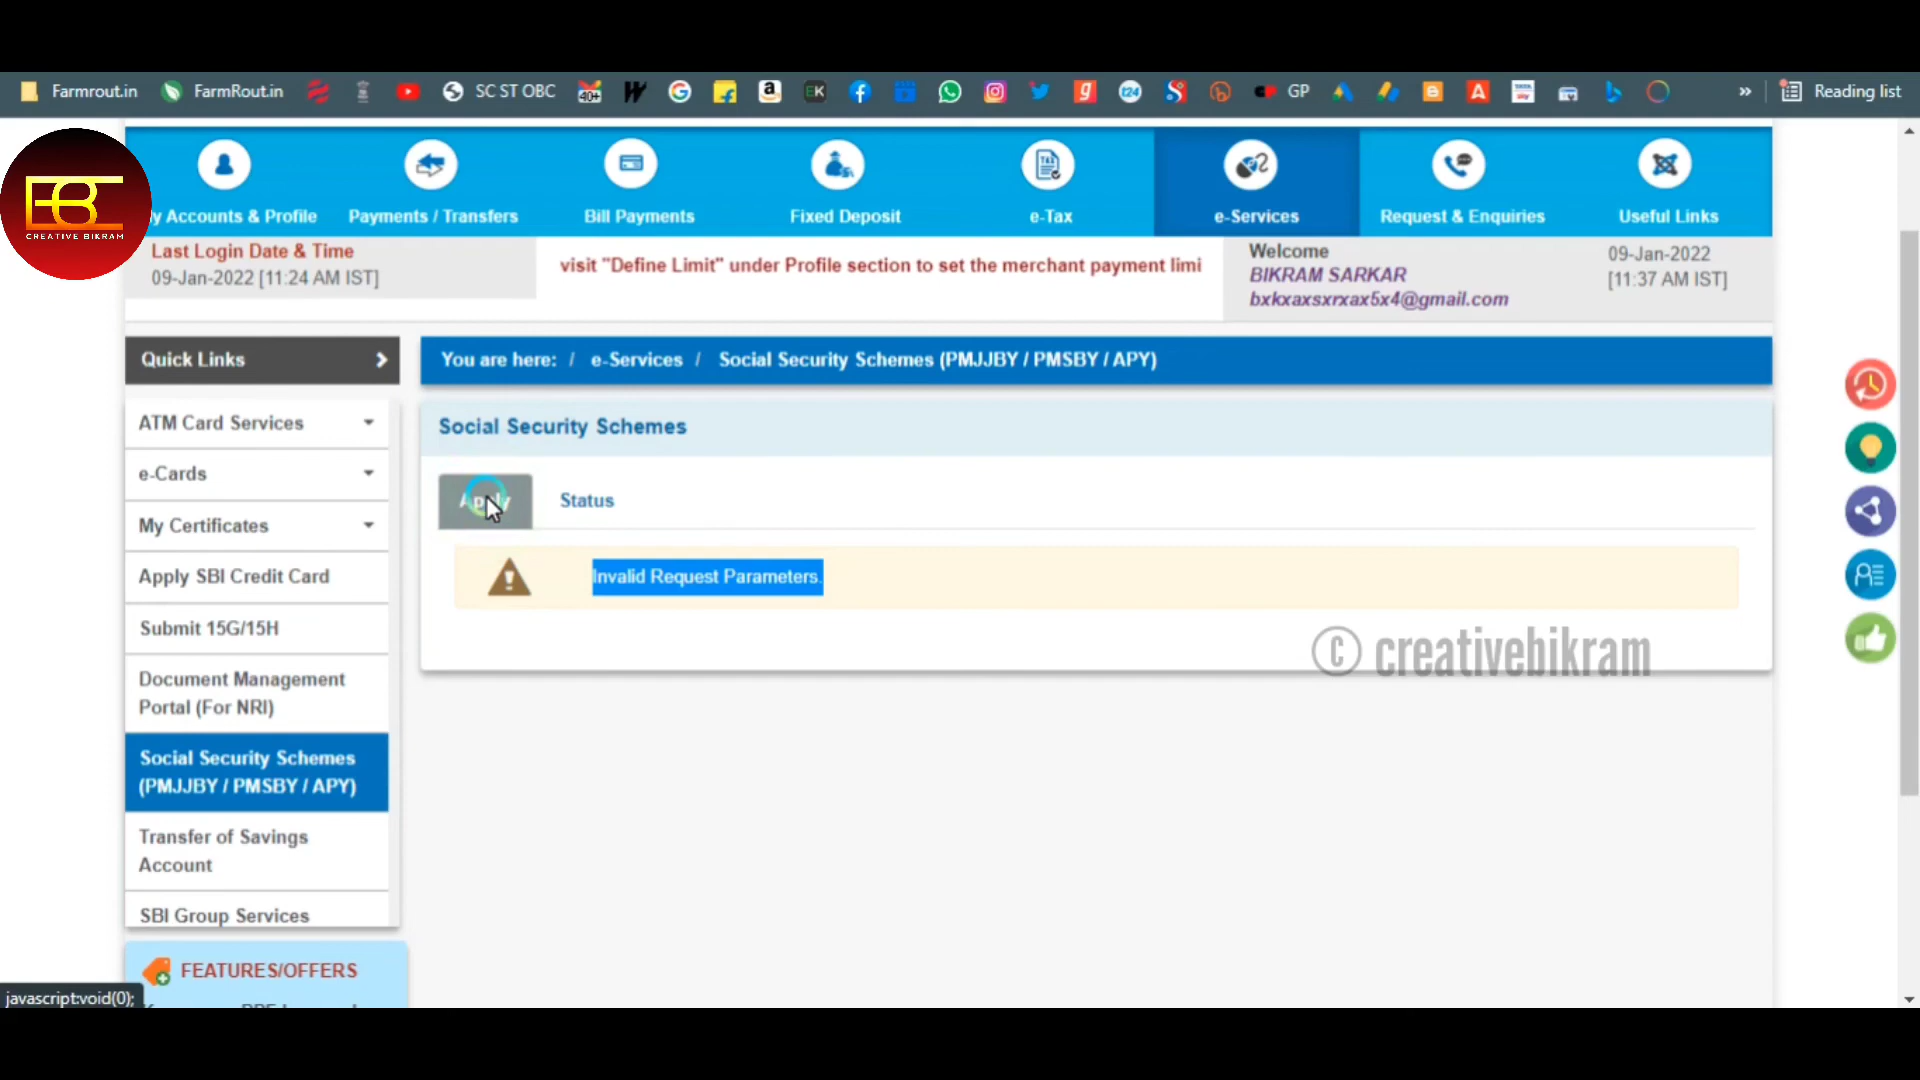 Farmrout.in FarmRout.in SC ST OBC 40+ EK t24 GP » Reading list
CREATIVE BIKRAM
y Accounts & Profile Payments / Transfers Bill Payments Fixed Deposit e-Tax e-Services Request & Enquiries Useful Links
Last Login Date & Time
09-Jan-2022 [11:24 AM IST]
visit "Define Limit" under Profile section to set the merchant payment limi
Welcome
BIKRAM SARKAR
bxkxaxsxrxax5x4@gmail.com
09-Jan-2022
[11:37 AM IST]
Quick Links
You are here: / e-Services / Social Security Schemes (PMJJBY / PMSBY / APY)
ATM Card Services
e-Cards
My Certificates
Apply SBI Credit Card
Submit 15G/15H
Document Management
Portal (For NRI)
Social Security Schemes
(PMJJBY / PMSBY / APY)
Transfer of Savings
Account
SBI Group Services
Social Security Schemes
Apply Status
Invalid Request Parameters.
© creativebikram
FEATURES/OFFERS
javascript:void(0);